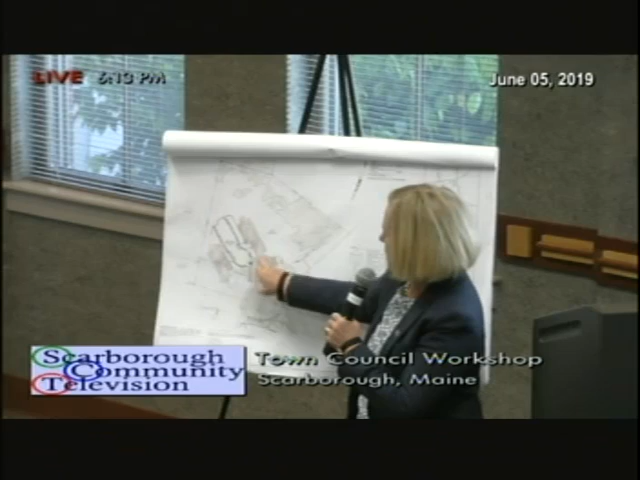 LIVE 6:13 PM
June 05, 2019
Scarborough
Community
Television
Town Council Workshop
Scarborough, Maine